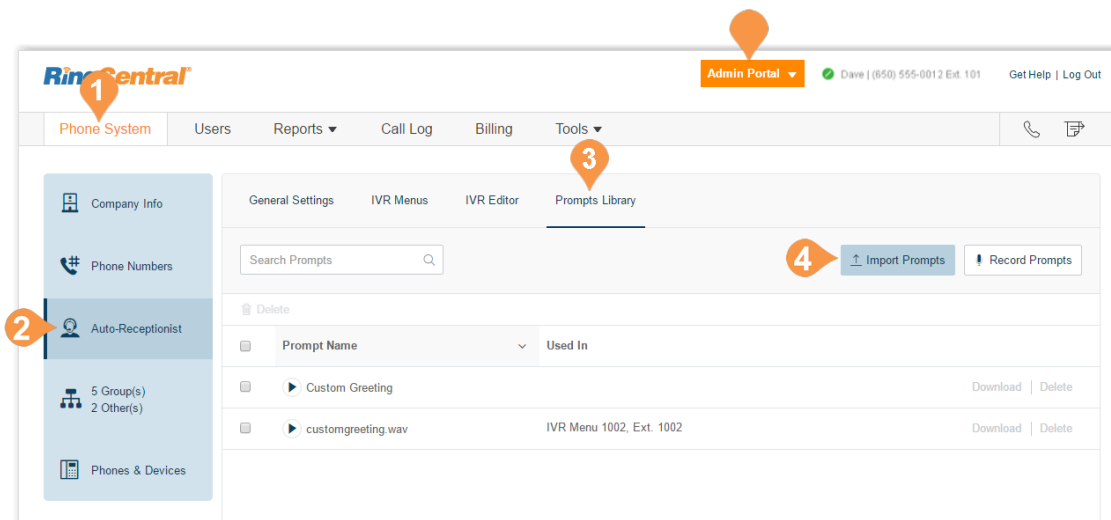 RingCentral®
1
Admin Portal
Dave | (650) 555-0012 Ext. 101
Get Help | Log Out
Phone System
Users
Reports
Call Log
Billing
Tools
3
Company Info
Phone Numbers
2
Auto-Receptionist
5 Group(s)
2 Other(s)
Phones & Devices
General Settings
IVR Menus
IVR Editor
Prompts Library
Search Prompts
4
Import Prompts
Record Prompts
Delete
Prompt Name
Used In
Custom Greeting
Download | Delete
customgreeting.wav
IVR Menu 1002, Ext. 1002
Download | Delete